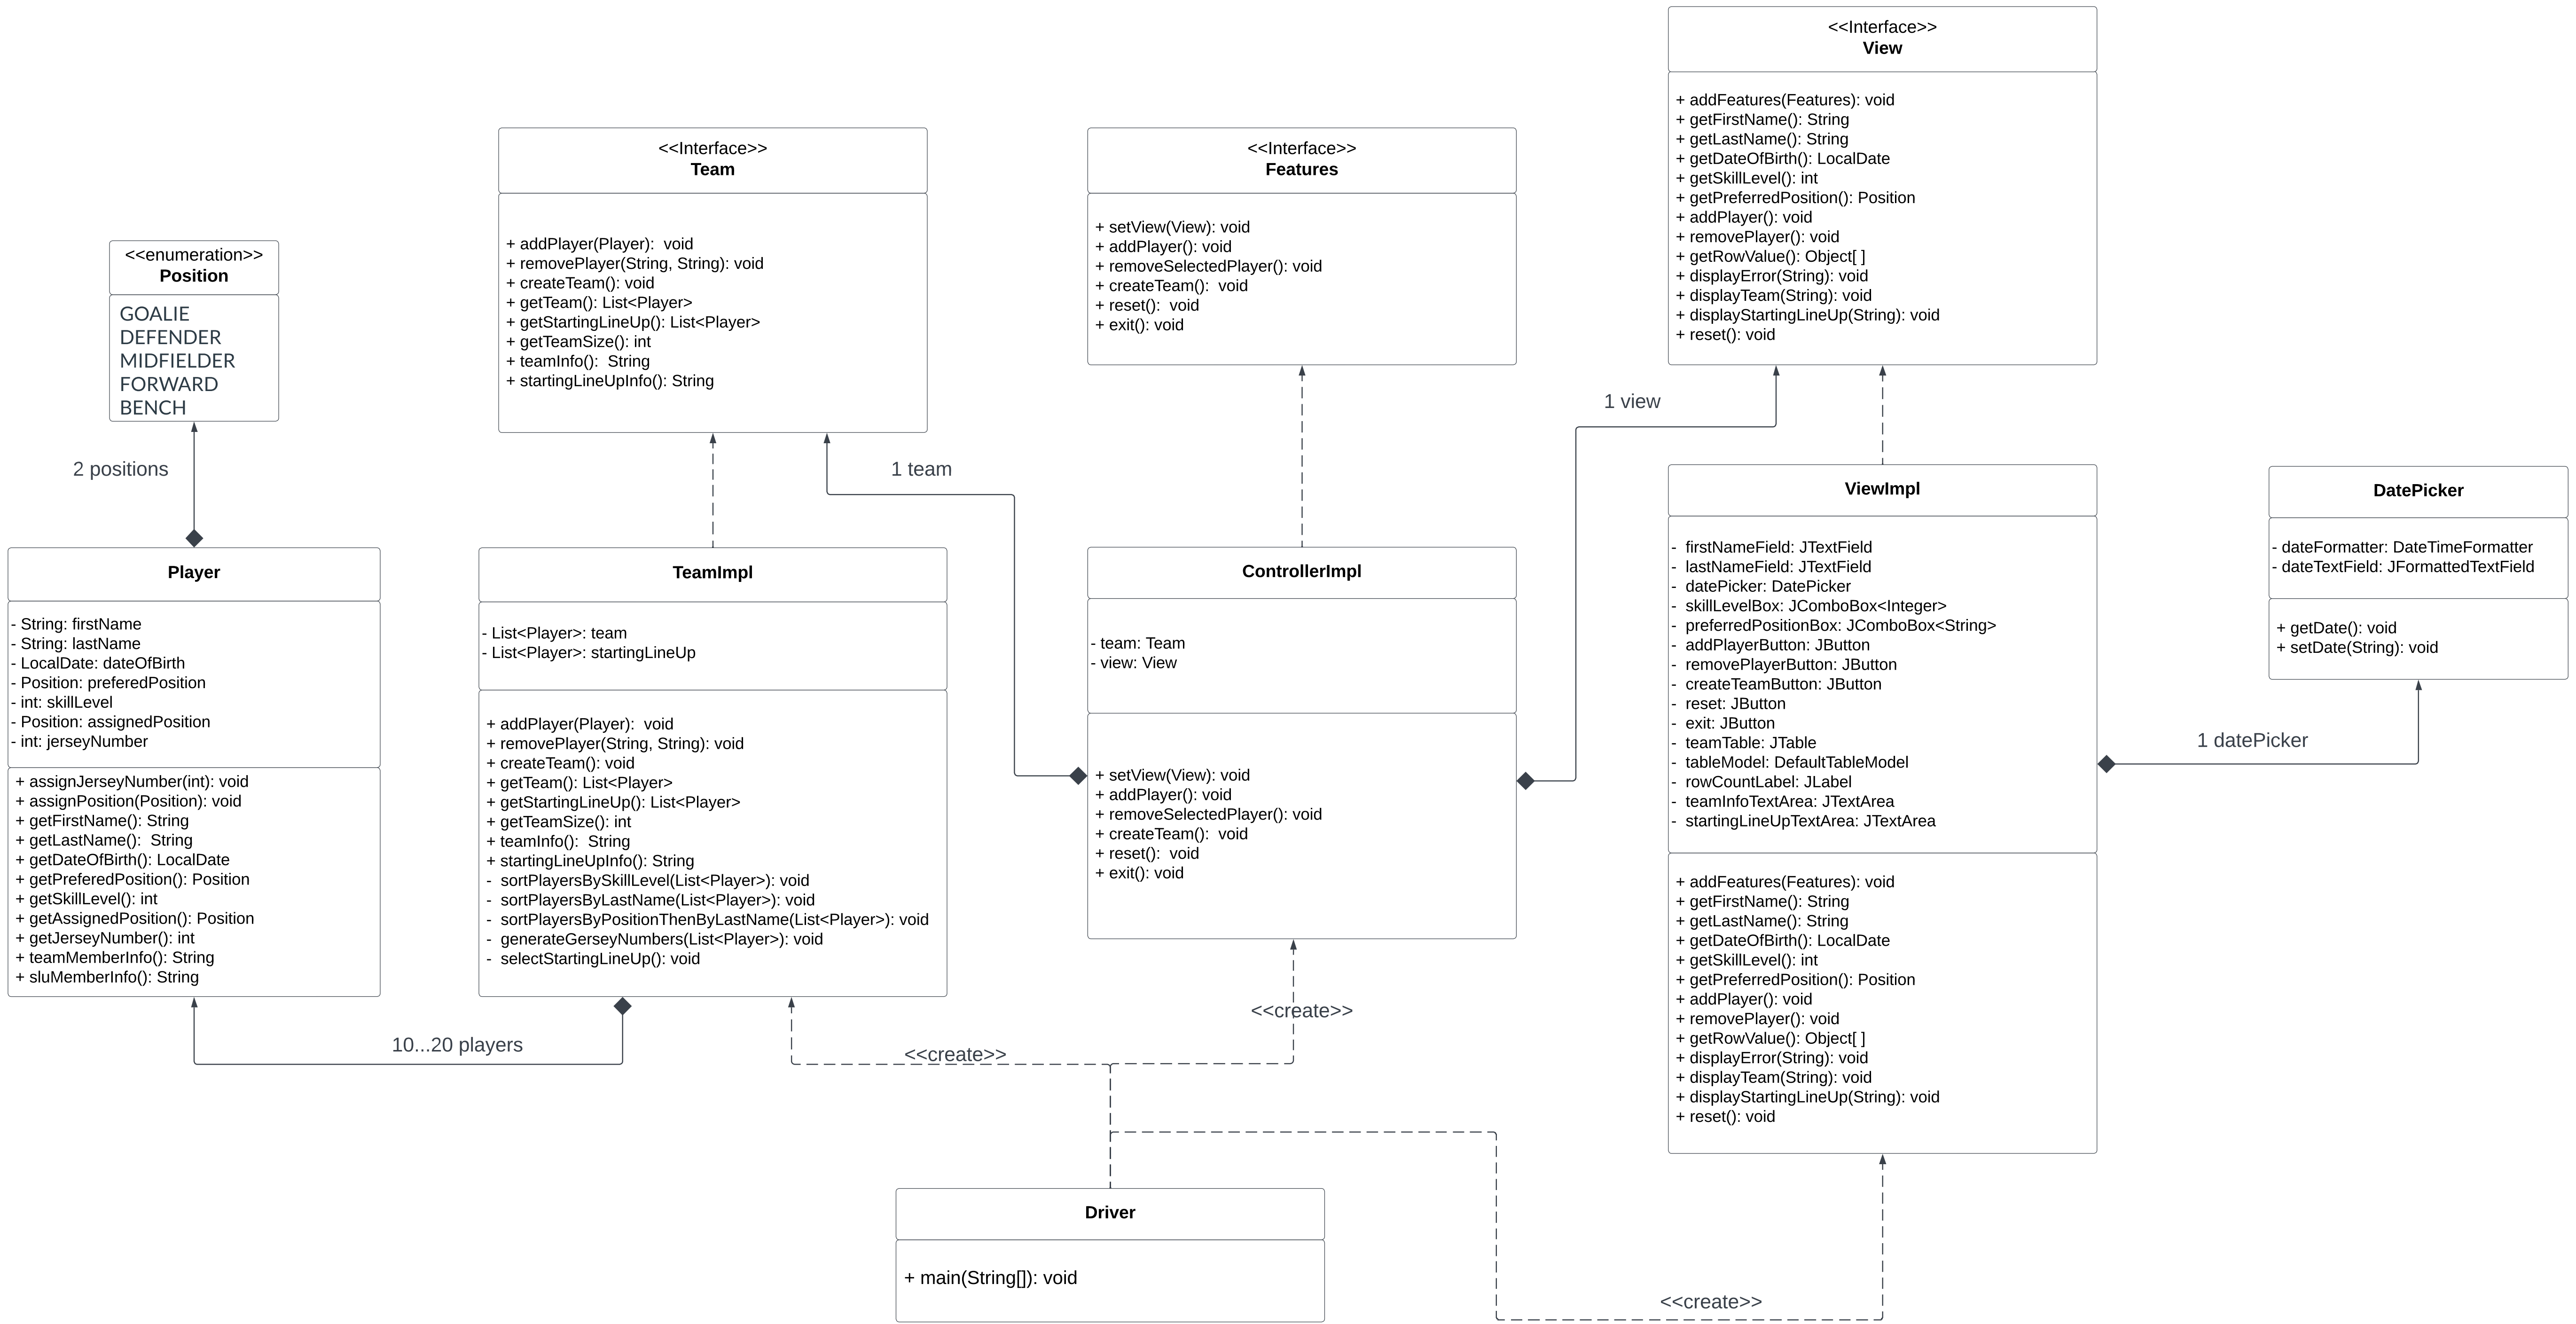 <<Interface>>
View
+ addFeatures(Features): void
+ getFirstName(): String
+ getLastName(): String
+ getDateOfBirth(): LocalDate
+ getSkillLevel(): int
+ getPreferredPosition(): Position
+ addPlayer(): void
+ removePlayer(): void
+ getRowValue(): Object[ ]
+ displayError(String): void
+ displayTeam(String): void
+ displayStartingLineUp(String): void
+ reset(): void
<<Interface>>
Team
+ addPlayer(Player):  void
+ removePlayer(String, String): void
+ createTeam(): void
+ getTeam(): List<Player>
+ getStartingLineUp(): List<Player>
+ getTeamSize(): int
+ teamInfo():  String
+ startingLineUpInfo(): String
<<Interface>>
Features
+ setView(View): void
+ addPlayer(): void
+ removeSelectedPlayer(): void
+ createTeam():  void
+ reset():  void
+ exit(): void
<<enumeration>>
Position
GOALIE
DEFENDER
MIDFIELDER
FORWARD
BENCH
2 positions
1 team
1 view
Player
- String: firstName
- String: lastName
- LocalDate: dateOfBirth
- Position: preferedPosition
- int: skillLevel
- Position: assignedPosition
- int: jerseyNumber
+ assignJerseyNumber(int): void
+ assignPosition(Position): void
+ getFirstName(): String
+ getLastName():  String
+ getDateOfBirth(): LocalDate
+ getPreferedPosition(): Position
+ getSkillLevel(): int
+ getAssignedPosition(): Position
+ getJerseyNumber(): int
+ teamMemberInfo(): String
+ sluMemberInfo(): String
TeamImpl
- List<Player>: team
- List<Player>: startingLineUp
+ addPlayer(Player):  void
+ removePlayer(String, String): void
+ createTeam(): void
+ getTeam(): List<Player>
+ getStartingLineUp(): List<Player>
+ getTeamSize(): int
+ teamInfo():  String
+ startingLineUpInfo(): String
-  sortPlayersBySkillLevel(List<Player>): void
-  sortPlayersByLastName(List<Player>): void
-  sortPlayersByPositionThenByLastName(List<Player>): void
-  generateGerseyNumbers(List<Player>): void
-  selectStartingLineUp(): void
ControllerImpl
- team: Team
- view: View
+ setView(View): void
+ addPlayer(): void
+ removeSelectedPlayer(): void
+ createTeam():  void
+ reset():  void
+ exit(): void
ViewImpl
-  firstNameField: JTextField
-  lastNameField: JTextField
-  datePicker: DatePicker
-  skillLevelBox: JComboBox<Integer>
-  preferredPositionBox: JComboBox<String>
-  addPlayerButton: JButton
-  removePlayerButton: JButton
-  createTeamButton: JButton
-  reset: JButton
-  exit: JButton
-  teamTable: JTable
-  tableModel: DefaultTableModel
-  rowCountLabel: JLabel
-  teamInfoTextArea: JTextArea
-  startingLineUpTextArea: JTextArea
+ addFeatures(Features): void
+ getFirstName(): String
+ getLastName(): String
+ getDateOfBirth(): LocalDate
+ getSkillLevel(): int
+ getPreferredPosition(): Position
+ addPlayer(): void
+ removePlayer(): void
+ getRowValue(): Object[ ]
+ displayError(String): void
+ displayTeam(String): void
+ displayStartingLineUp(String): void
+ reset(): void
DatePicker
- dateFormatter: DateTimeFormatter
- dateTextField: JFormattedTextField
+ getDate(): void
+ setDate(String): void
1 datePicker
10...20 players
<<create>>
<<create>>
Driver
+ main(String[]): void
<<create>>